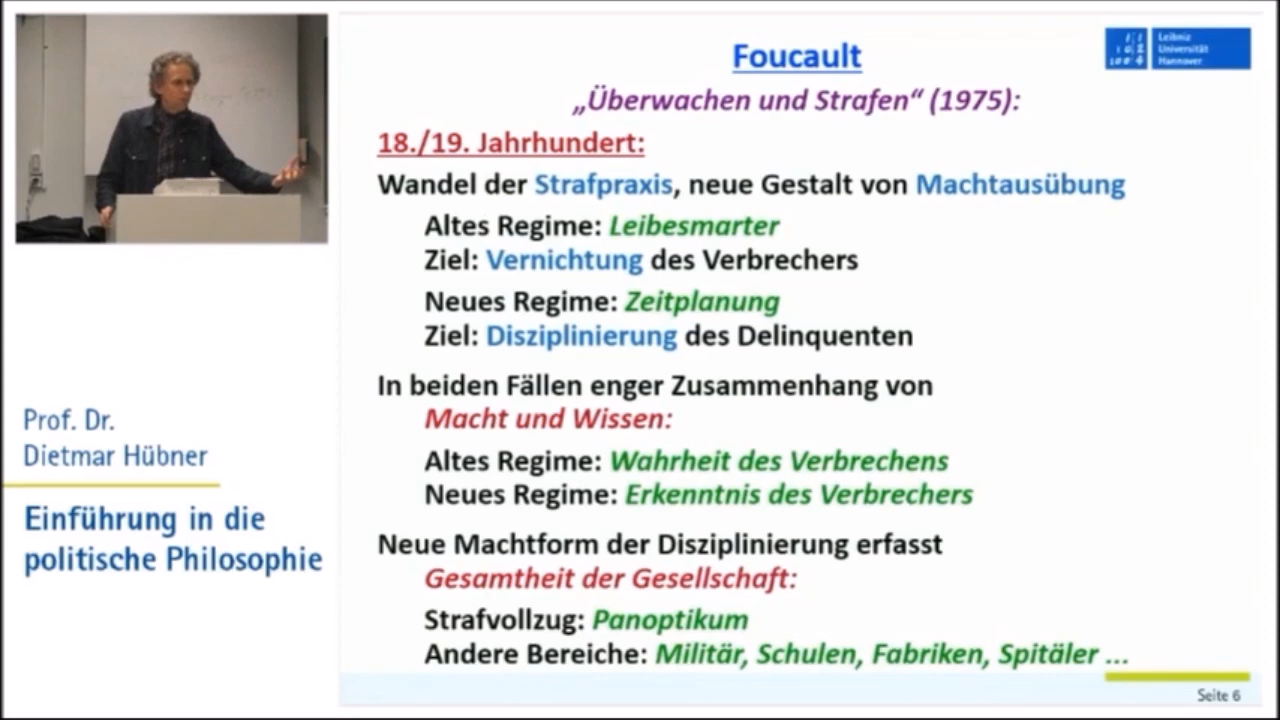 Foucault
Leibniz
Universität
Hannover
„Überwachen und Strafen“ (1975):
18./19. Jahrhundert:
Wandel der Strafpraxis, neue Gestalt von Machtausübung
Altes Regime: Leibesmarter
Ziel: Vernichtung des Verbrechers
Neues Regime: Zeitplanung
Ziel: Disziplinierung des Delinquenten
In beiden Fällen enger Zusammenhang von
Macht und Wissen:
Altes Regime: Wahrheit des Verbrechens
Neues Regime: Erkenntnis des Verbrechers
Neue Machtform der Disziplinierung erfasst
Gesamtheit der Gesellschaft:
Strafvollzug: Panoptikum
Andere Bereiche: Militär, Schulen, Fabriken, Spitäler ...
Seite 6
Prof. Dr.
Dietmar Hübner
Einführung in die
politische Philosophie